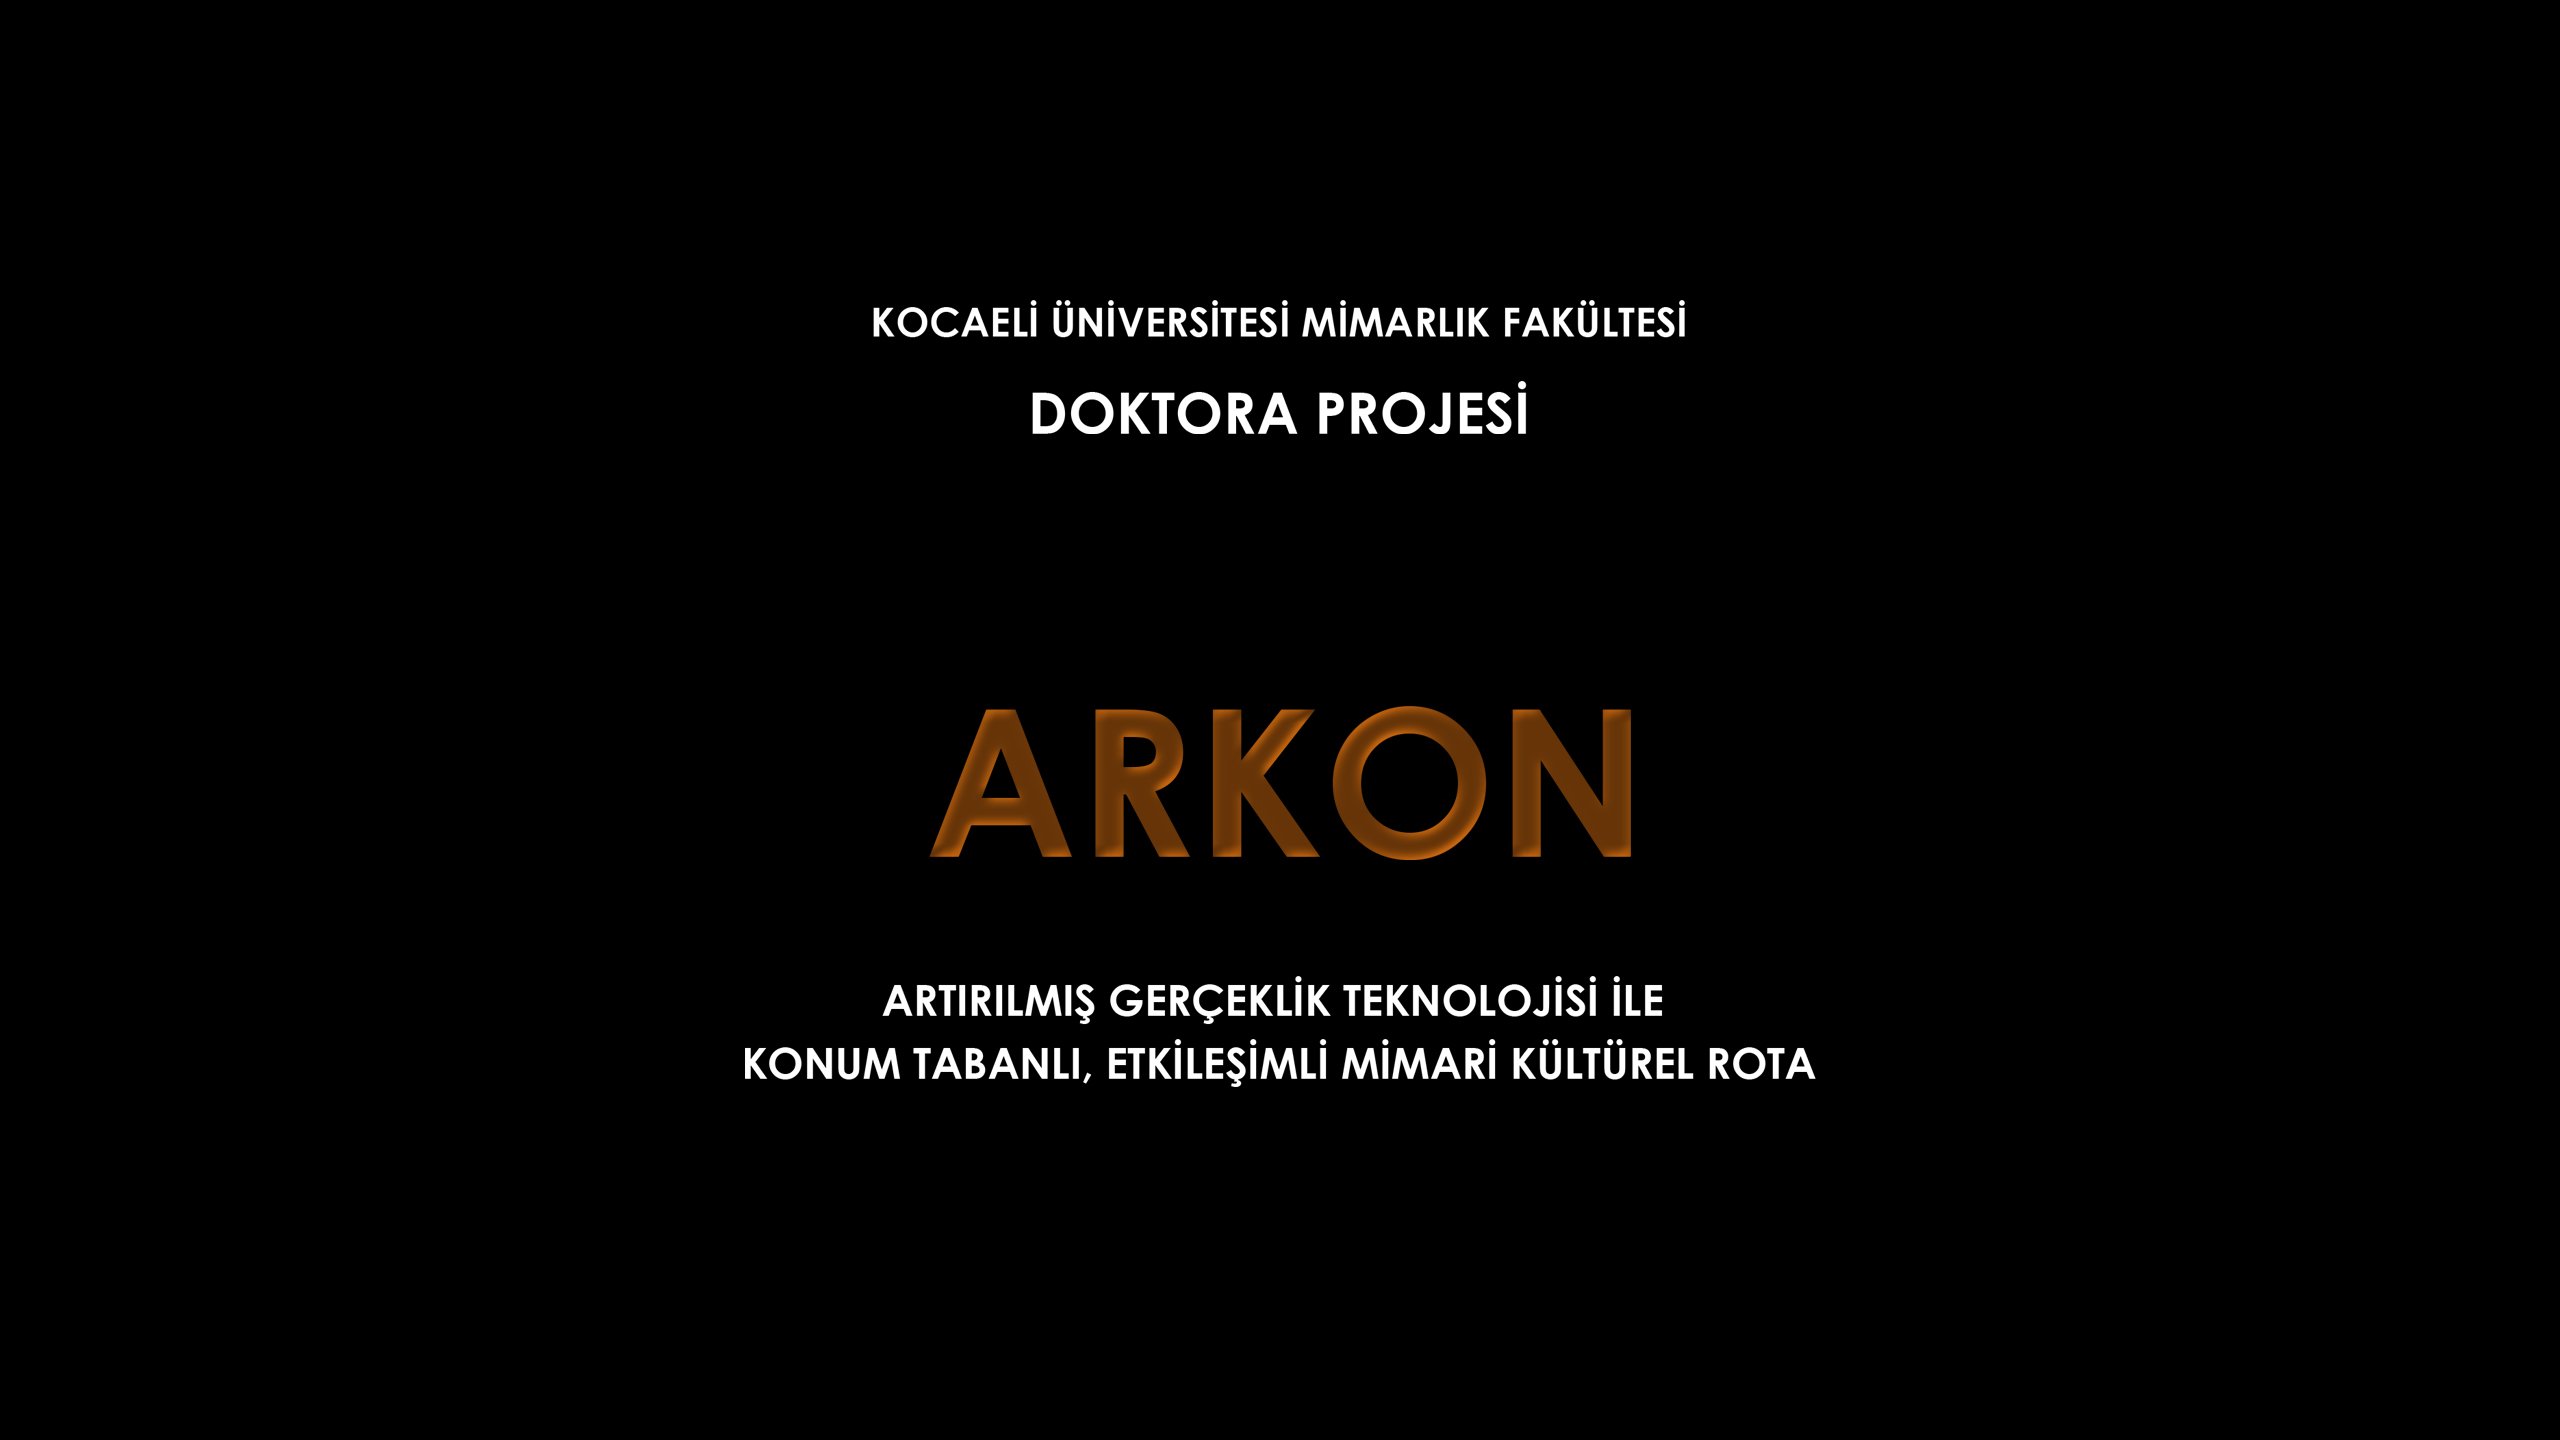 KOCAELİ ÜNİVERSİTESİ MİMARLIK FAKÜLTESİ
DOKTORA PROJESİ
ARKON
ARTIRILMIŞ GERÇEKLİK TEKNOLOJİSİ İLE
KONUM TABANLI, ETKİLEŞİMLİ MİMARİ KÜLTÜREL ROTA